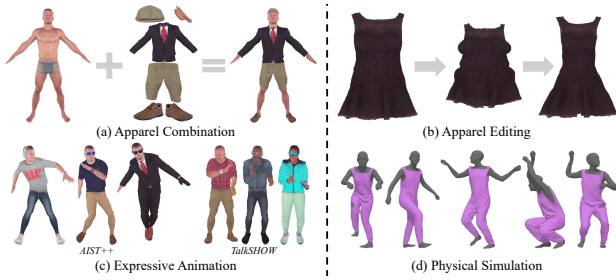 (a) Apparel Combination
(b) Apparel Editing
AIST++
TalkSHOW
(c) Expressive Animation
(d) Physical Simulation